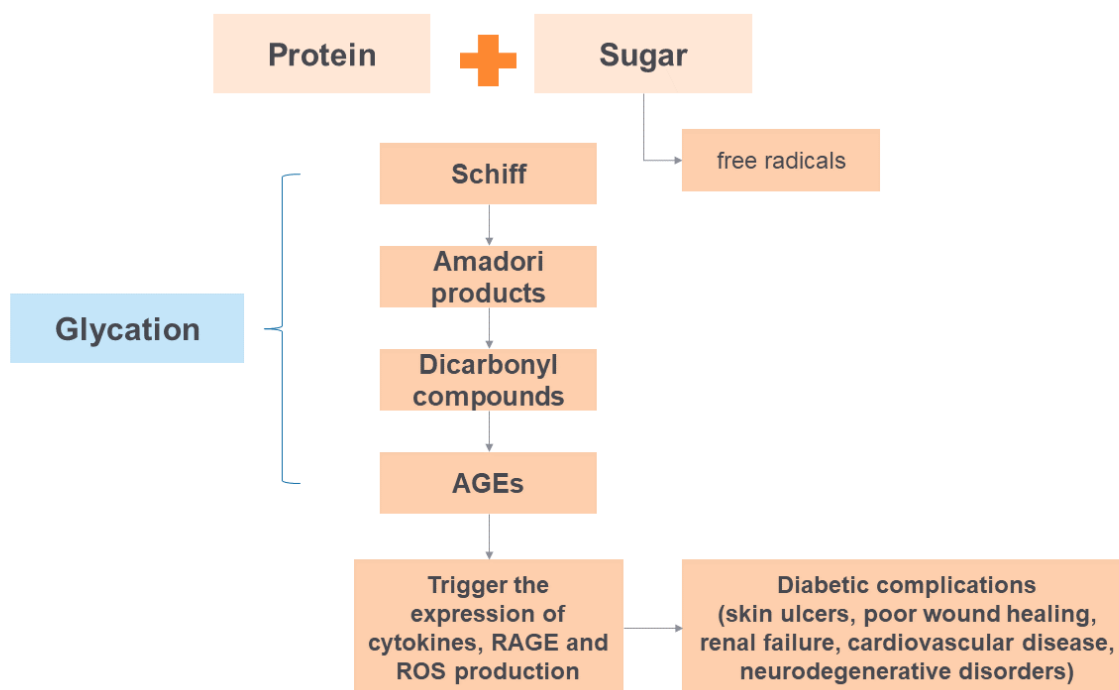 Protein
Sugar
free radicals
Schiff
Amadori
products
Glycation
Dicarbonyl
compounds
AGEs
Trigger the
expression of
cytokines, RAGE and
ROS production
Diabetic complications
(skin ulcers, poor wound healing,
renal failure, cardiovascular disease,
neurodegenerative disorders)